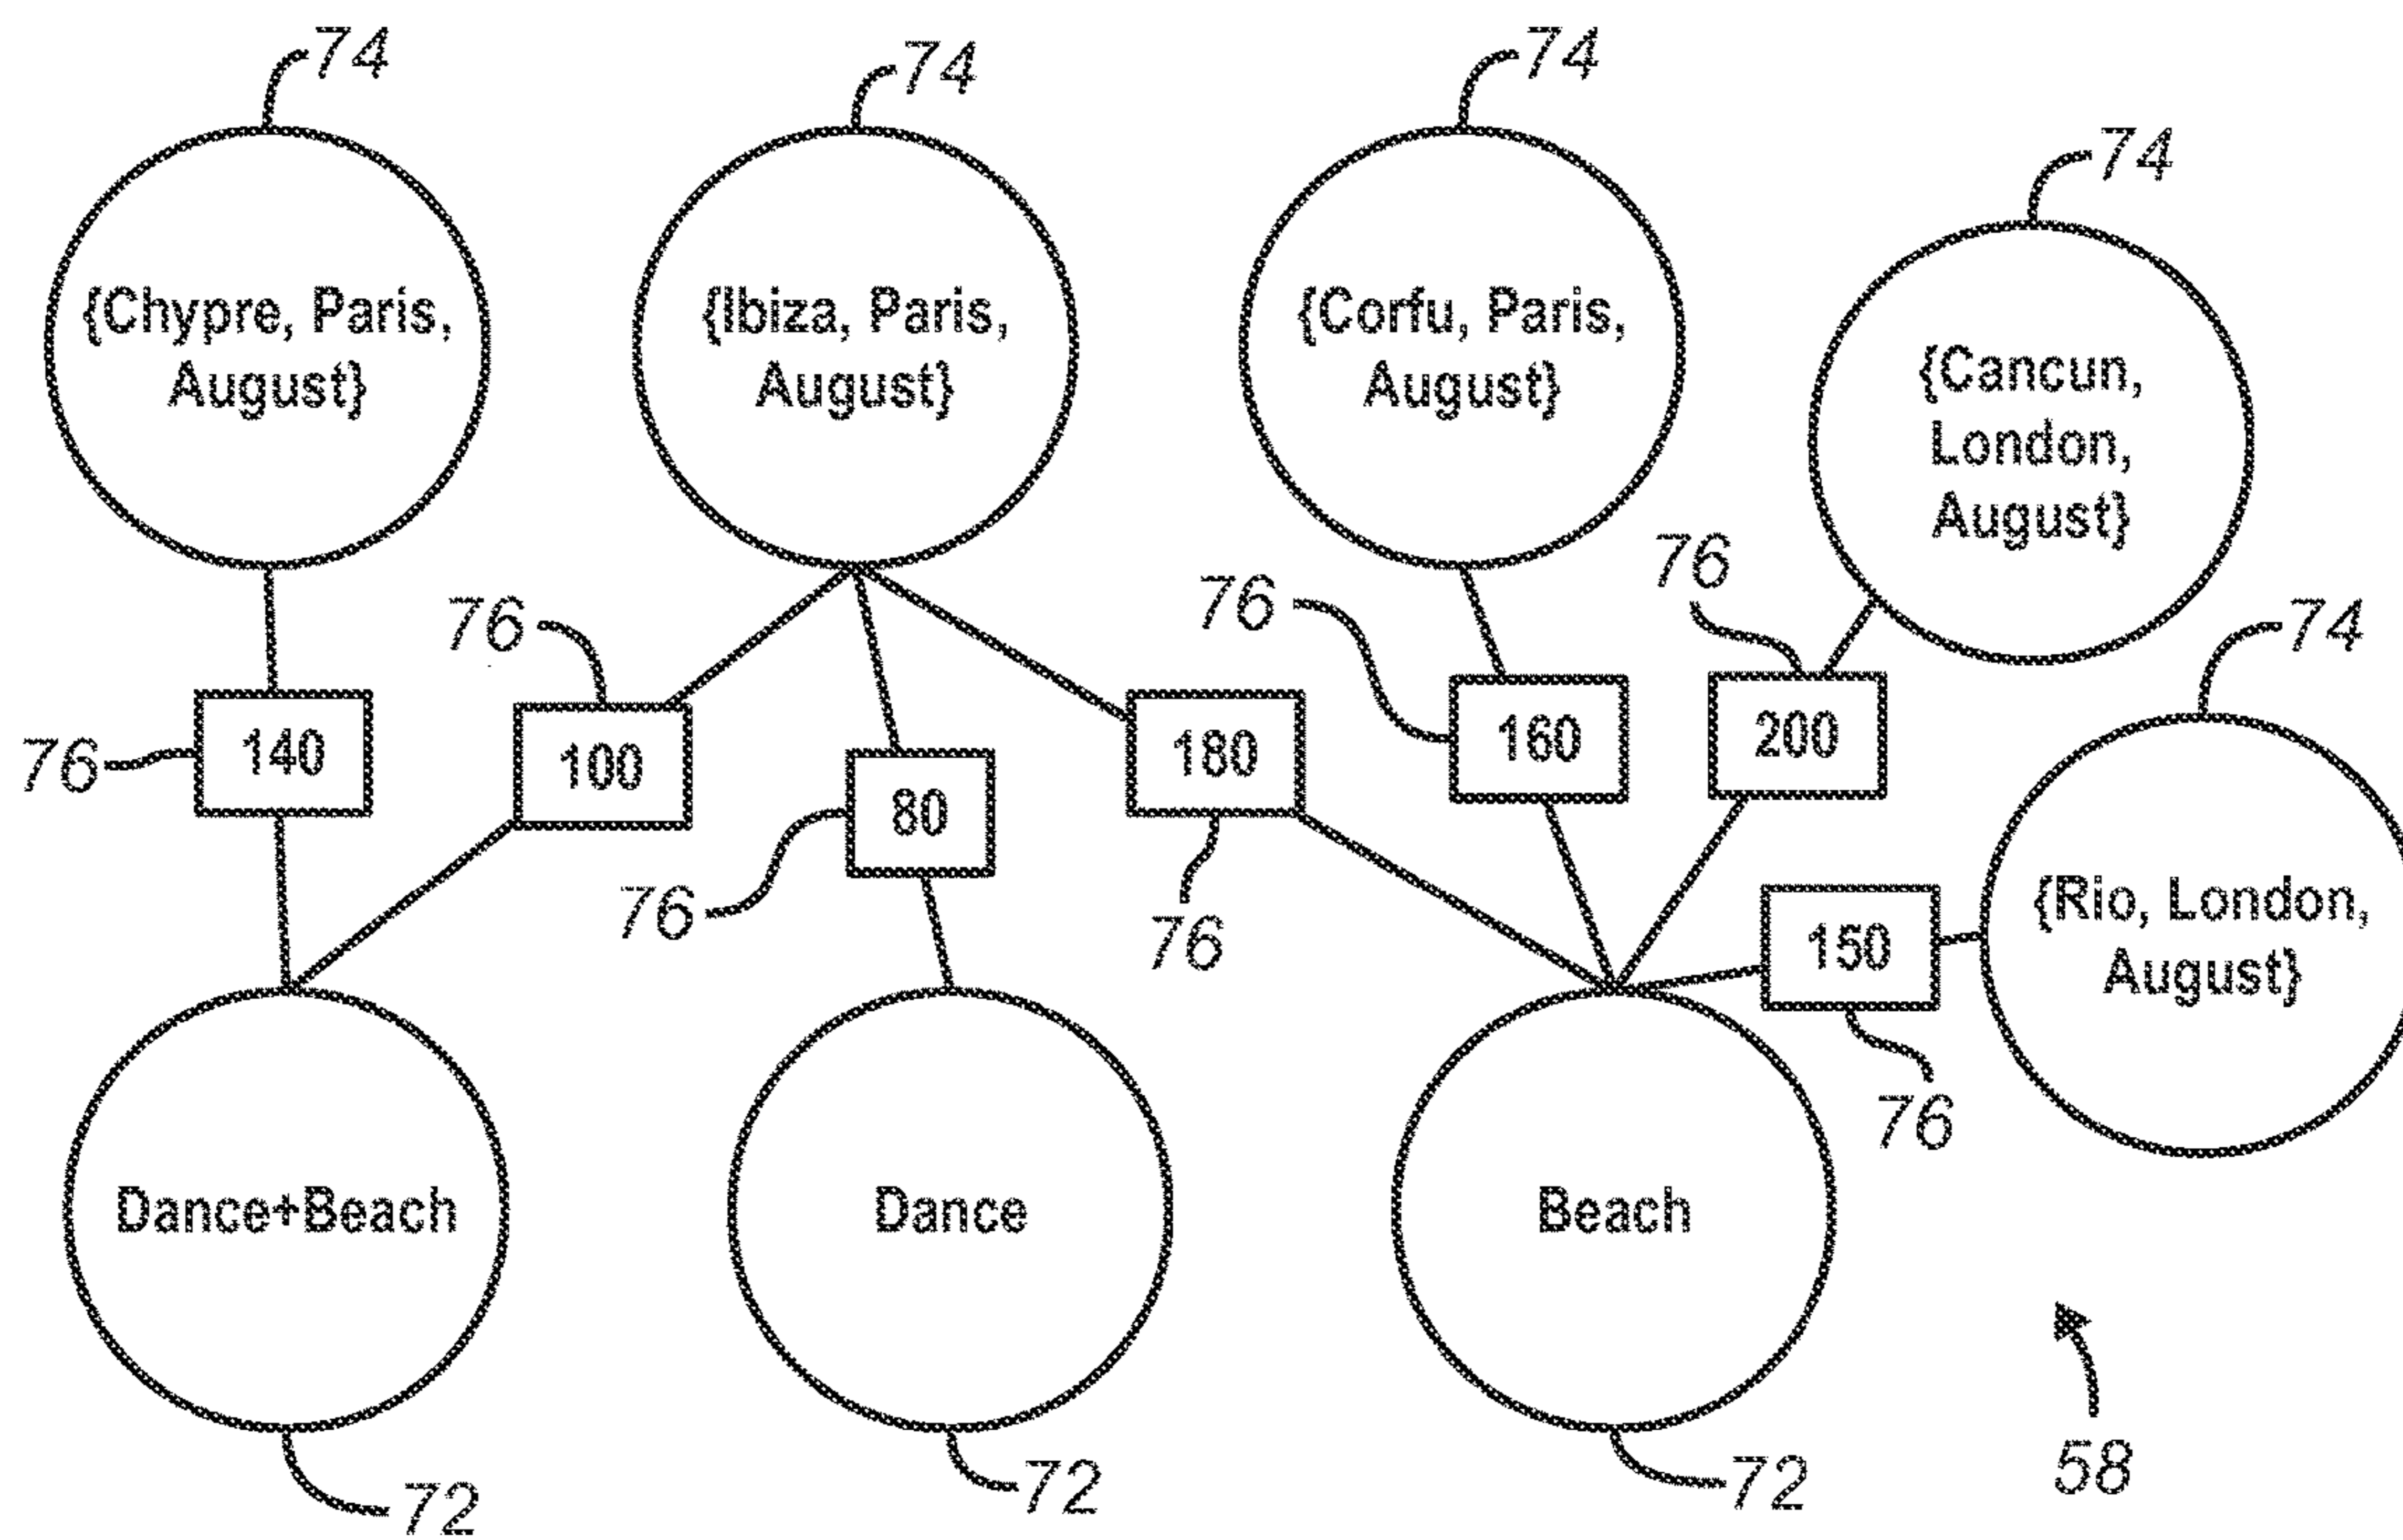 74
74
74
74
{Chypre, Paris,
August}
{Ibiza, Paris,
August}
{Corfu, Paris,
August}
{Cancun,
London,
August}
76
76
76
74
76
140
100
80
180
160
200
76
76
76
150
{Rio, London,
August}
76
Dance+Beach
Dance
Beach
72
72
72
58